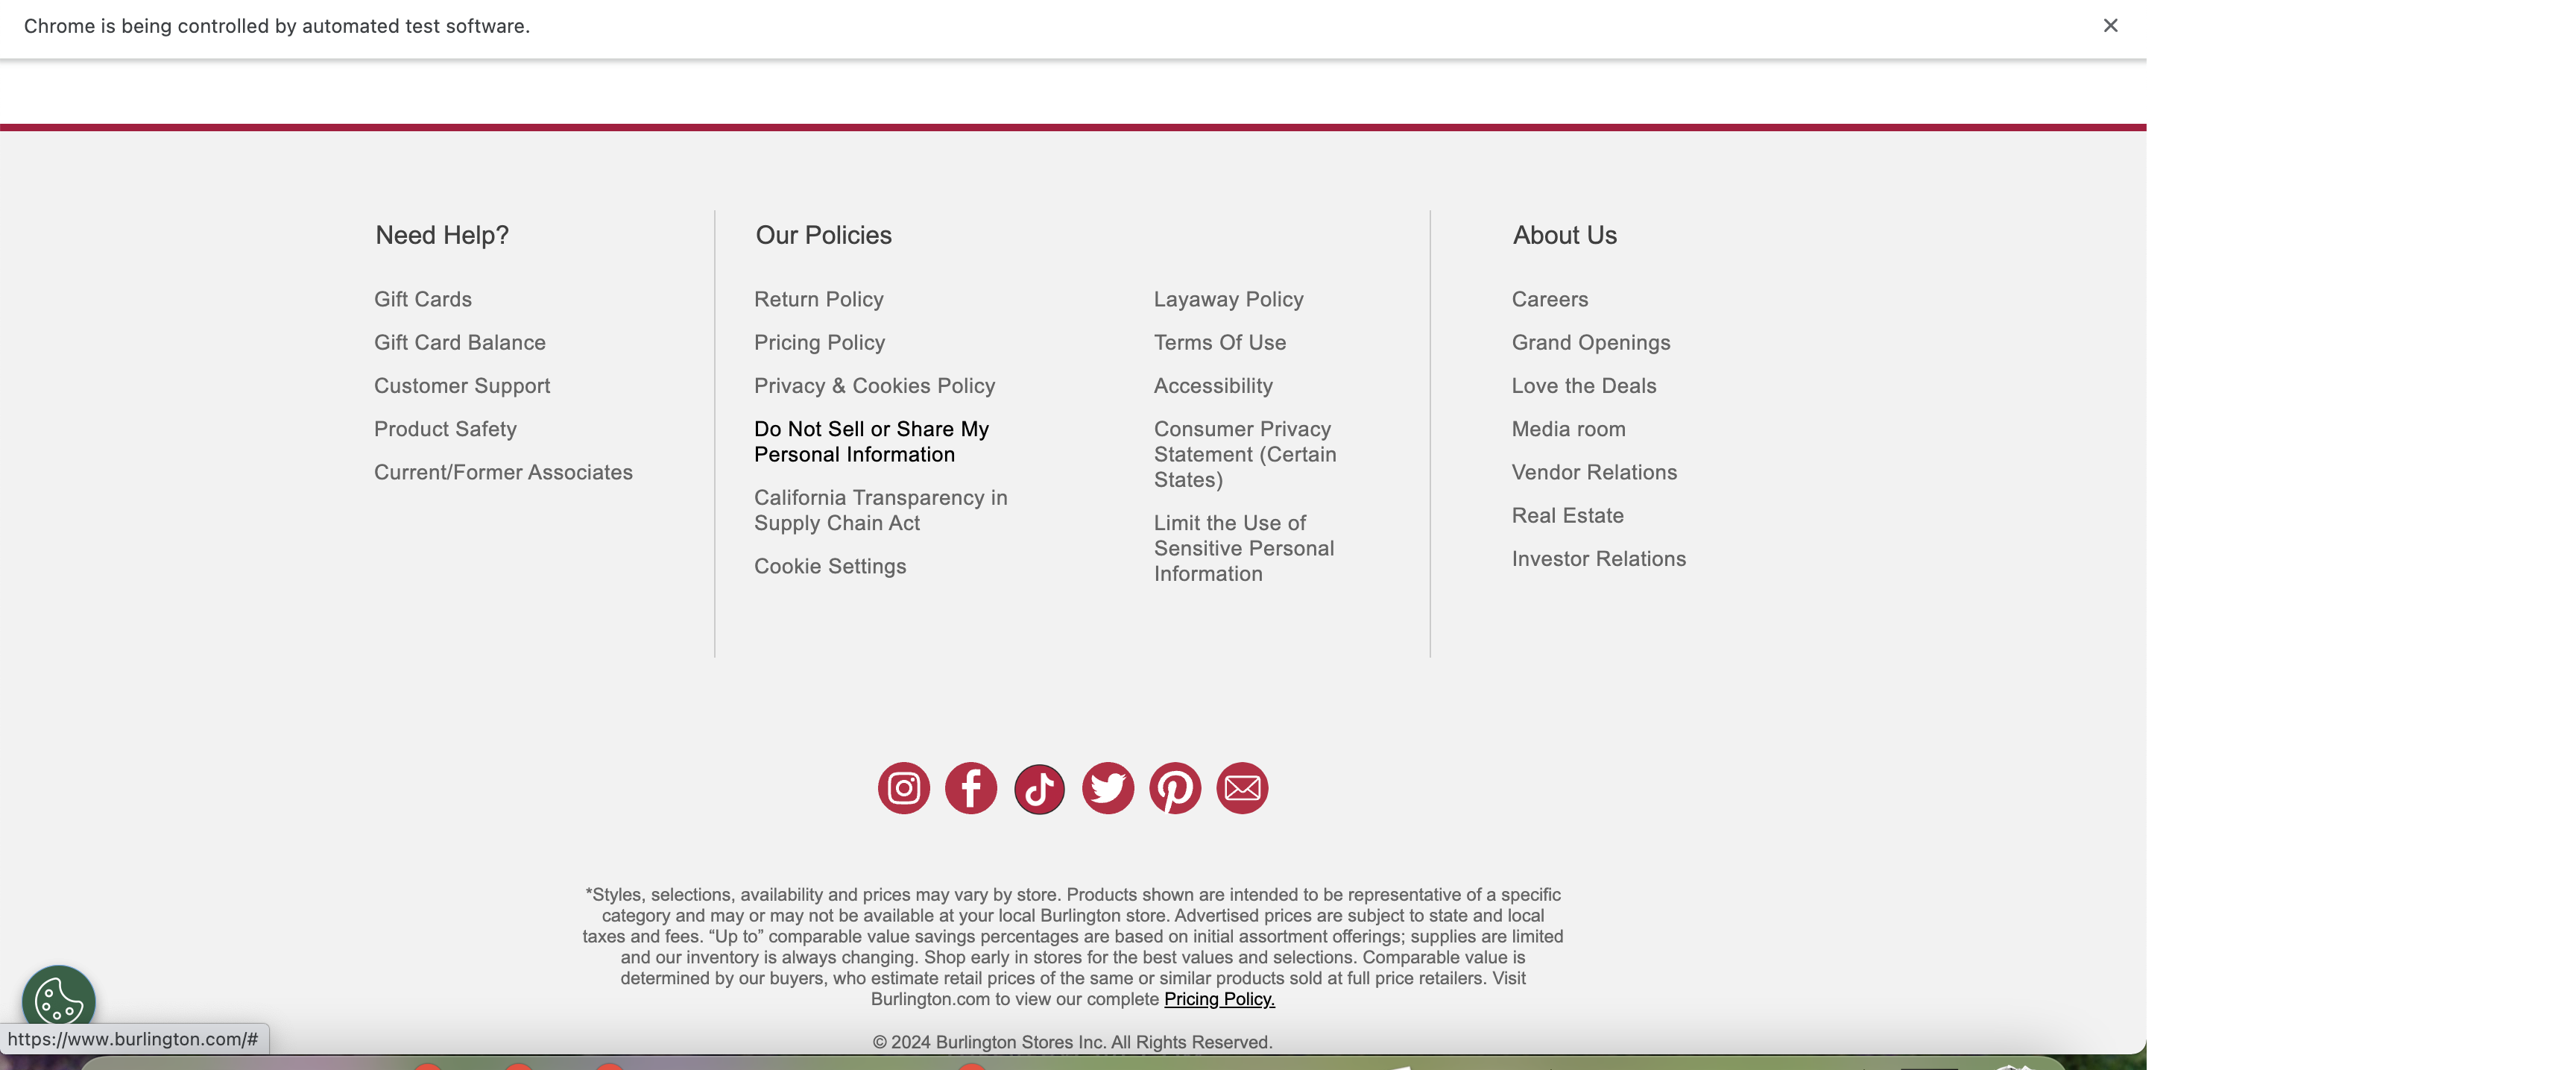 Chrome is being controlled by automated test software.
Need Help?
Gift Cards
Gift Card Balance
Customer Support
Product Safety
Current/Former Associates
Our Policies
Return Policy
Pricing Policy
Privacy & Cookies Policy
Do Not Sell or Share My
Personal Information
California Transparency in
Supply Chain Act
Cookie Settings
Layaway Policy
Terms Of Use
Accessibility
Consumer Privacy
Statement (Certain
States)
Limit the Use of
Sensitive Personal
Information
About Us
Careers
Grand Openings
Love the Deals
Media room
Vendor Relations
Real Estate
Investor Relations
*Styles, selections, availability and prices may vary by store. Products shown are intended to be representative of a specific
category and may or may not be available at your local Burlington store. Advertised prices are subject to state and local
taxes and fees. “Up to” comparable value savings percentages are based on initial assortment offerings; supplies are limited
and our inventory is always changing. Shop early in stores for the best values and selections. Comparable value is
determined by our buyers, who estimate retail prices of the same or similar products sold at full price retailers. Visit
Burlington.com to view our complete Pricing Policy.
© 2024 Burlington Stores Inc. All Rights Reserved.
https://www.burlington.com/#